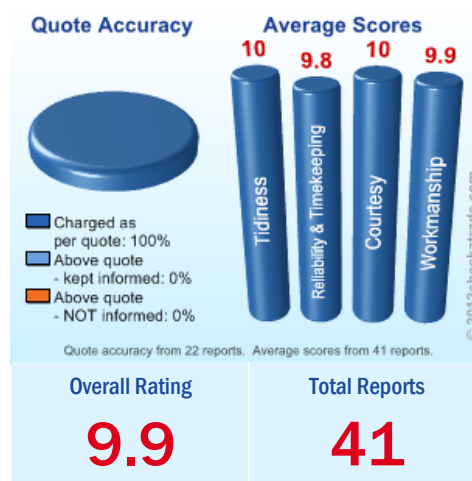 Quote Accuracy
Average Scores
10
9.8
10
9.9
Tidiness
Reliability & Timekeeping
Courtesy
Workmanship
Charged as
per quote: 100%
Above quote
- kept informed: 0%
Above quote
- NOT informed: 0%
© 2013checkatrade.com
Quote accuracy from 22 reports. Average scores from 41 reports.
Overall Rating
Total Reports
9.9
41